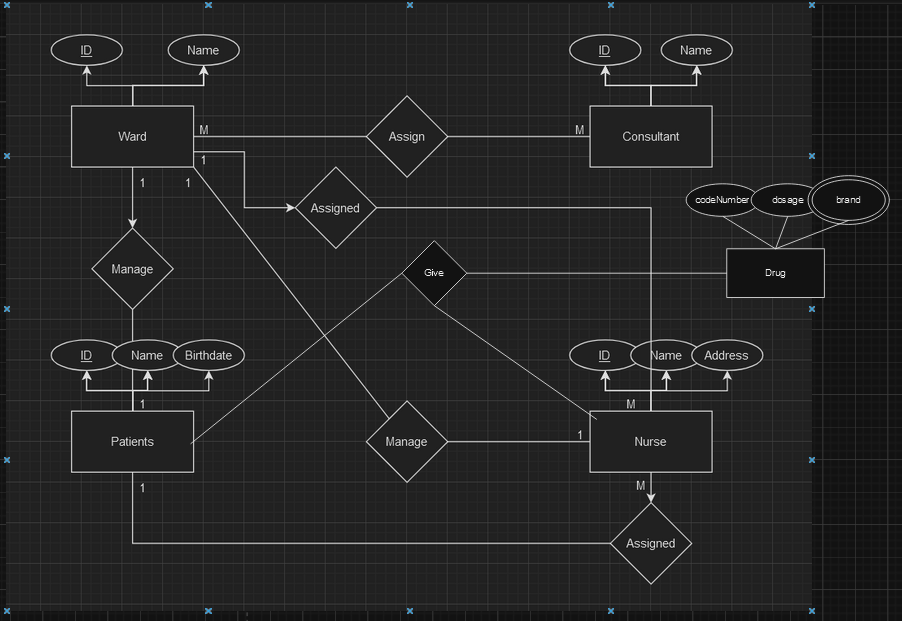 ID
Name
ID
Name
Ward
M
Assign
M
Consultant
1
1
1
Assigned
codeNumber
dosage
brand
Manage
Give
Drug
ID
Name
Birthdate
ID
Name
Address
1
M
Patients
Manage
1
Nurse
1
M
Assigned